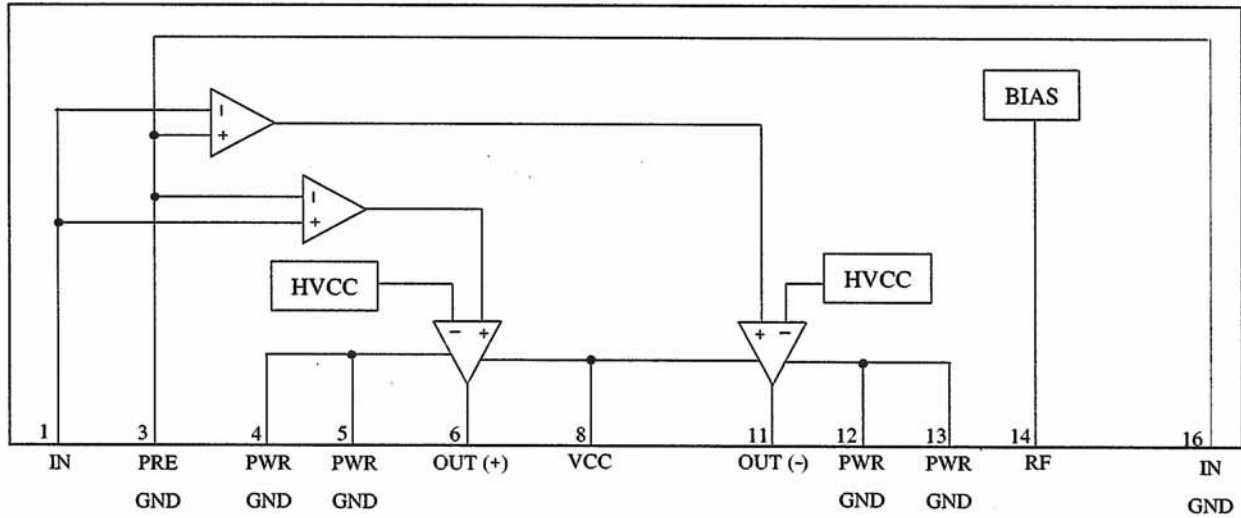 BIAS
-
+
-
+
HVCC
HVCC
- +
+ -
1 3 4 5 6 8 11 12 13 14 16
IN PRE PWR PWR OUT (+) VCC OUT (-) PWR PWR RF IN
GND GND GND GND GND GND